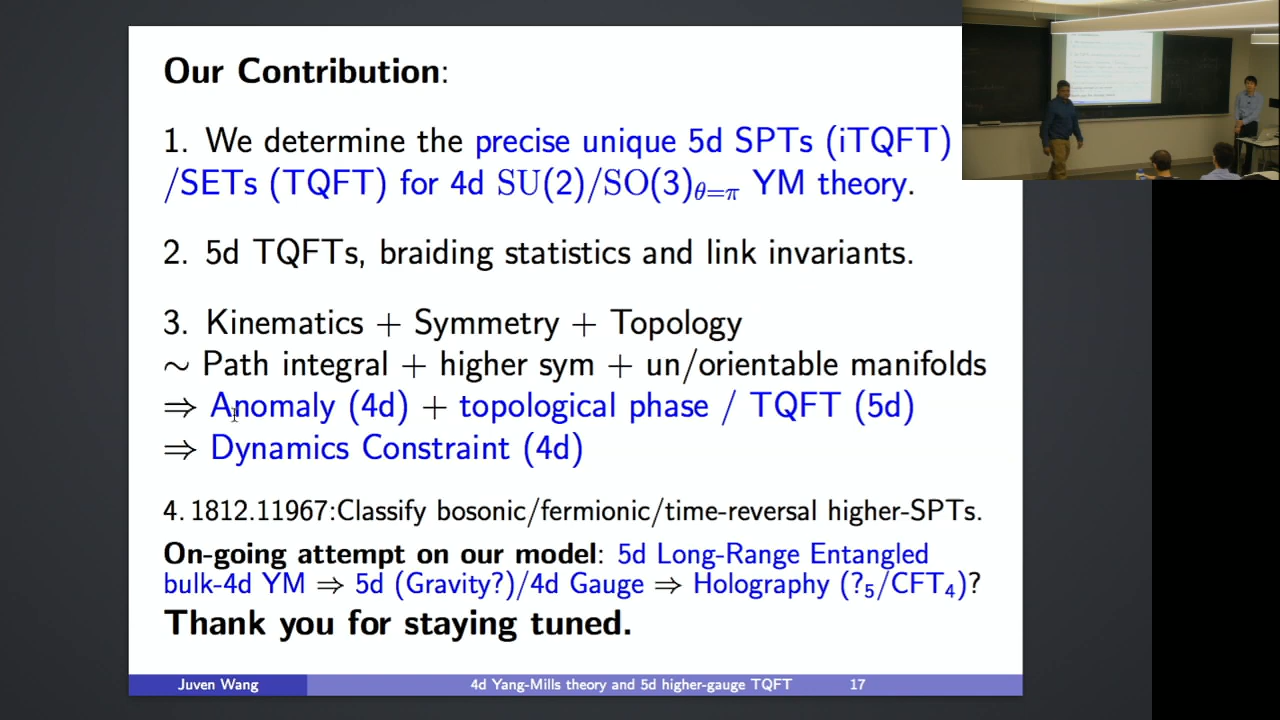 Our Contribution:
1. We determine the precise unique 5d SPTs (iTQFT)
/SETs (TQFT) for 4d SU(2)/SO(3)θ=π YM theory.
2. 5d TQFTs, braiding statistics and link invariants.
3. Kinematics + Symmetry + Topology
∼ Path integral + higher sym + un/orientable manifolds
⇒ Anomaly (4d) + topological phase / TQFT (5d)
⇒ Dynamics Constraint (4d)
4. 1812.11967:Classify bosonic/fermionic/time-reversal higher-SPTs.
On-going attempt on our model: 5d Long-Range Entangled
bulk-4d YM ⇒ 5d (Gravity?)/4d Gauge ⇒ Holography (?₅/CFT₄)?
Thank you for staying tuned.
Juven Wang
4d Yang-Mills theory and 5d higher-gauge TQFT
17